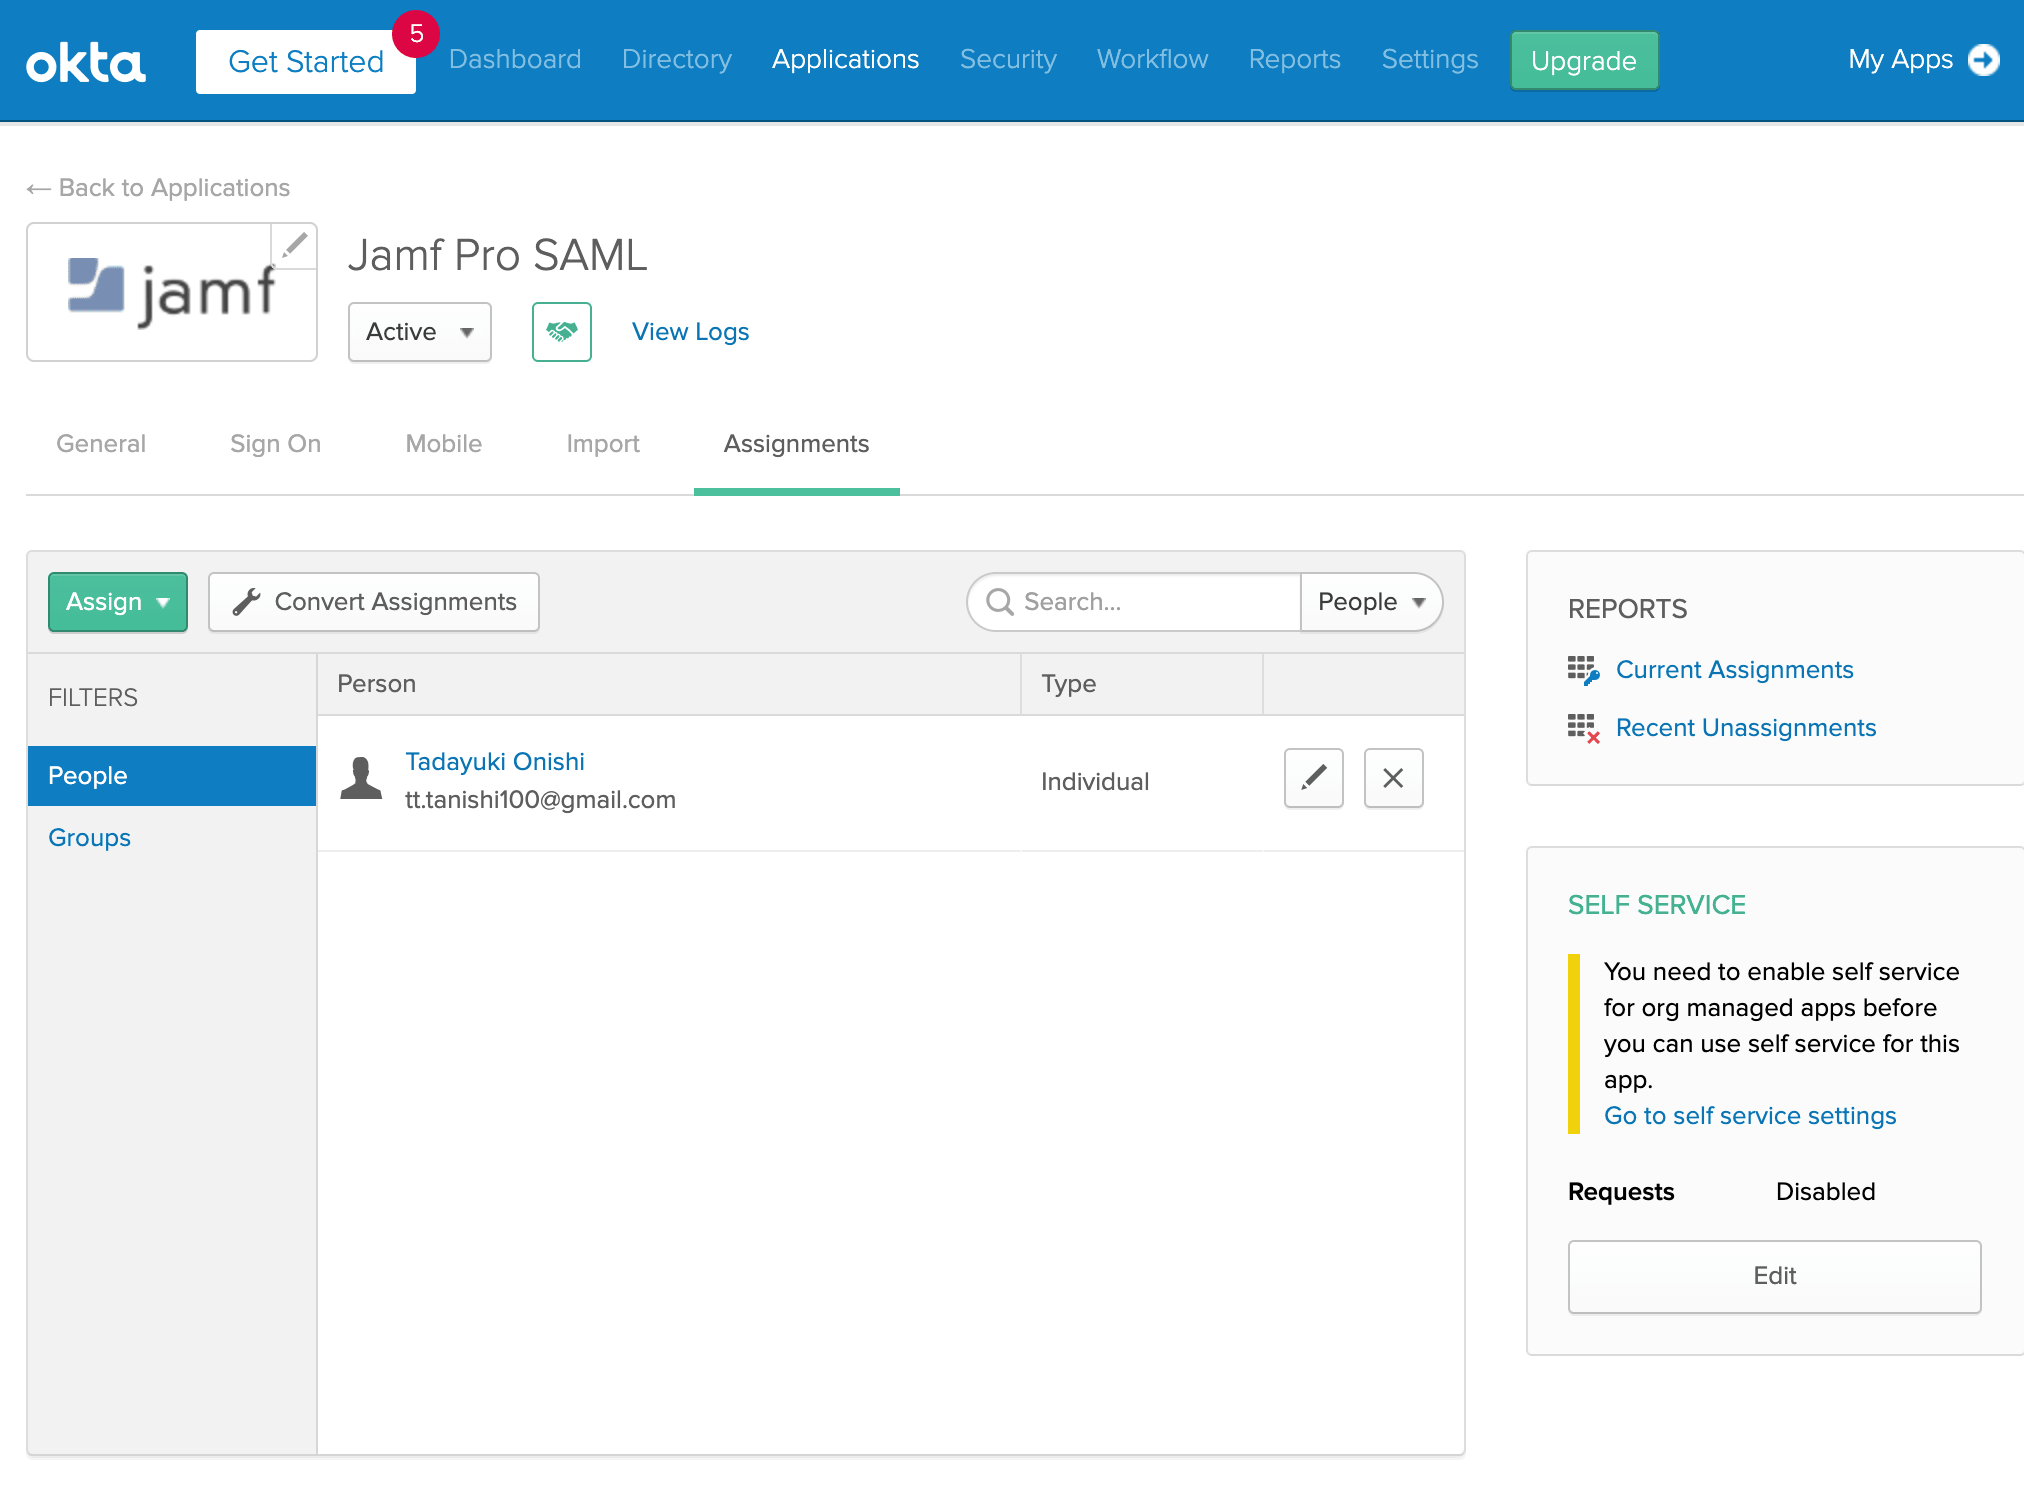 okta
Get Started
5
Dashboard
Directory
Applications
Security
Workflow
Reports
Settings
Upgrade
My Apps
← Back to Applications
jamf
Jamf Pro SAML
Active
View Logs
General
Sign On
Mobile
Import
Assignments
Assign
Convert Assignments
Search...
People
FILTERS
Person
Type
People
Groups
Tadayuki Onishi
tt.tanishi100@gmail.com
Individual
REPORTS
Current Assignments
Recent Unassignments
SELF SERVICE
You need to enable self service
for org managed apps before
you can use self service for this
app.
Go to self service settings
Requests
Disabled
Edit